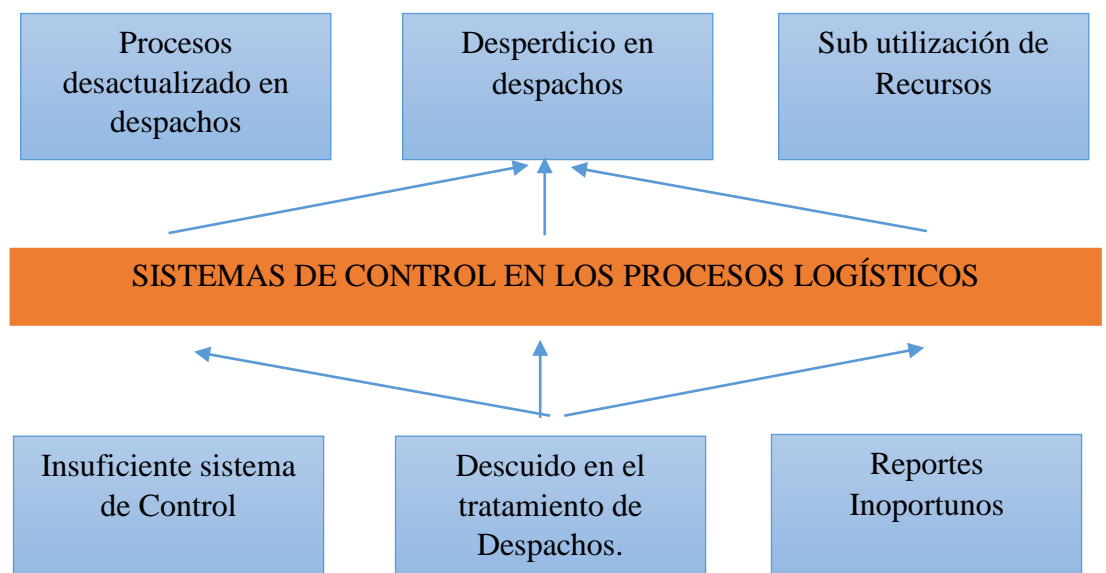 Procesos
desactualizado en
despachos
Desperdicio en
despachos
Sub utilización de
Recursos
SISTEMAS DE CONTROL EN LOS PROCESOS LOGÍSTICOS
Insuficiente sistema
de Control
Descuido en el
tratamiento de
Despachos.
Reportes
Inoportunos